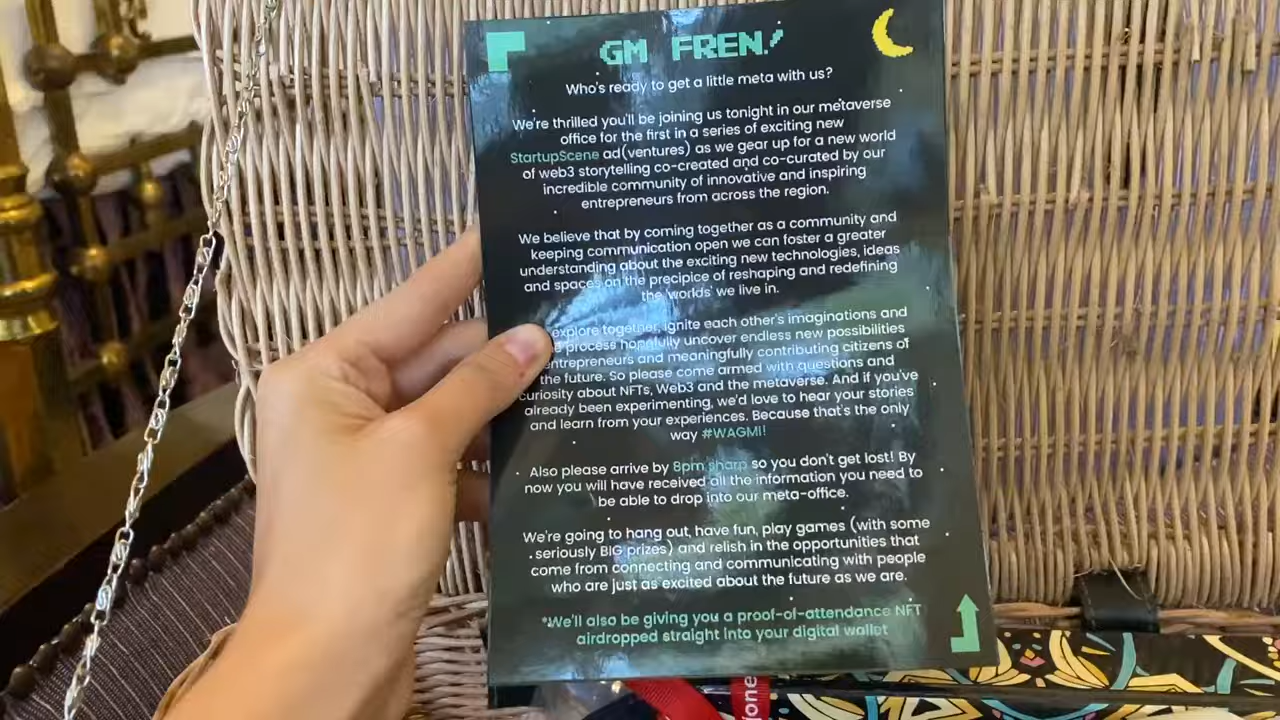 GM FREN!
Who's ready to get a little meta with us?
We're thrilled you'll be joining us tonight in our metaverse
office for the first in a series of exciting new
StartupScene ad(ventures) as we gear up for a new world
of web3 storytelling co-created and co-curated by our
incredible community of innovative and inspiring
entrepreneurs from across the region.
We believe that by coming together as a community and
keeping communication open we can foster a greater
understanding about the exciting new technologies, ideas
and spaces on the precipice of reshaping and redefining
the 'worlds' we live in.
explore together, ignite each other's imaginations and
process hopefully uncover endless new possibilities
entrepreneurs and meaningfully contributing citizens of
the future. So please come armed with questions and
curiosity about NFTs, Web3 and the metaverse. And if you've
already been experimenting, we'd love to hear your stories
and learn from your experiences. Because that's the only
way #WAGMI!
Also please arrive by 8pm sharp so you don't get lost! By
now you will have received all the information you need to
be able to drop into our meta-office.
We're going to hang out, have fun, play games (with some
seriously BIG prizes) and relish in the opportunities that
come from connecting and communicating with people
who are just as excited about the future as we are.
*We'll also be giving you a proof-of-attendance NFT
airdropped straight into your digital wallet
jones